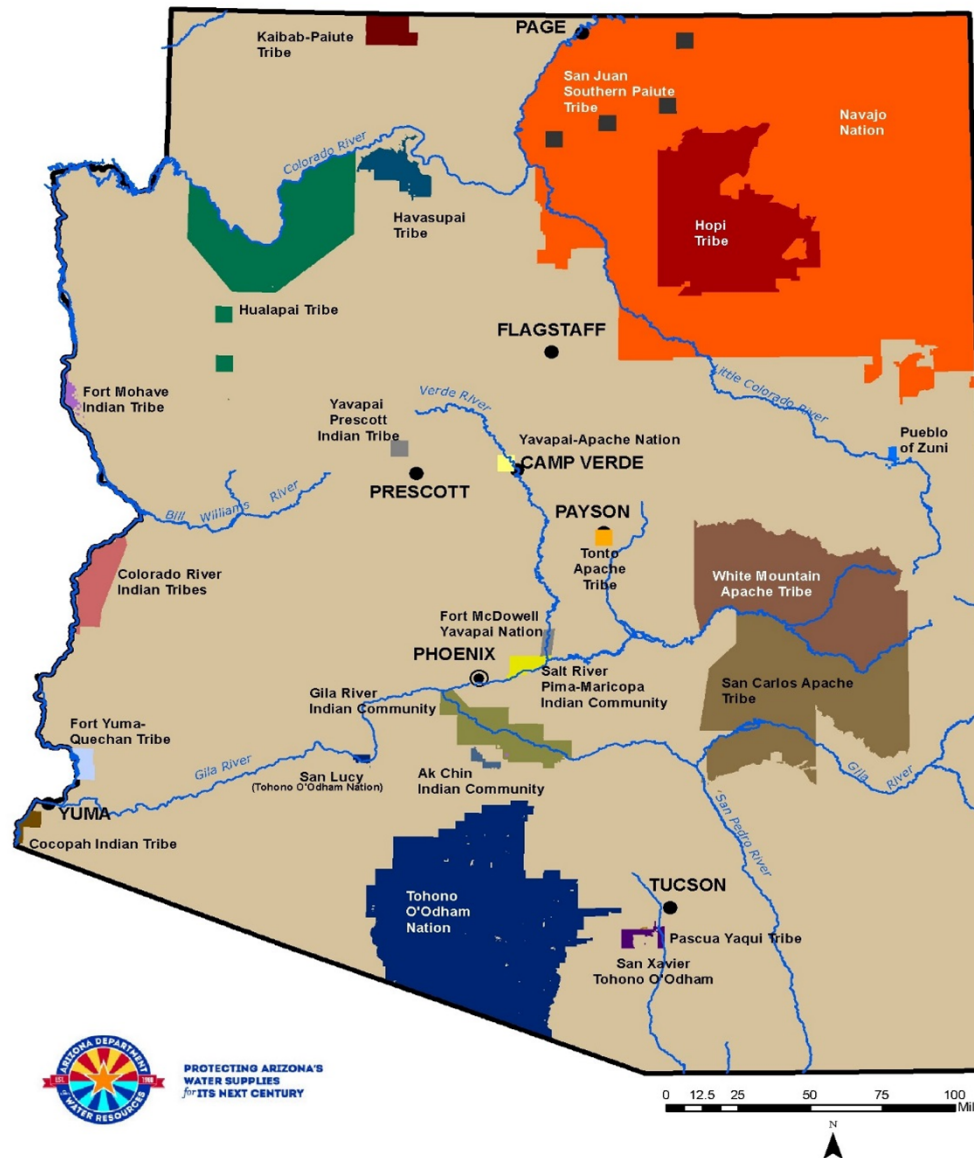 Kaibab-Paiute
Tribe
PAGE
San Juan
Southern Paiute
Tribe
Navajo
Nation
Colorado River
Havasupai
Tribe
Hopi
Tribe
Hualapai Tribe
FLAGSTAFF
Little Colorado River
Fort Mohave
Indian Tribe
Verde River
Yavapai
Prescott
Indian Tribe
Yavapai-Apache Nation
Pueblo
of Zuni
CAMP VERDE
PRESCOTT
Bill Williams River
PAYSON
Tonto
Apache
Tribe
Colorado River
Indian Tribes
White Mountain
Apache Tribe
Fort McDowell
Yavapai Nation
PHOENIX
Salt River
Pima-Maricopa
Indian Community
Gila River
Indian Community
San Carlos Apache
Tribe
Fort Yuma-
Quechan Tribe
Gila River
San Lucy
(Tohono O'Odham Nation)
Ak Chin
Indian Community
Gila River
YUMA
Cocopah Indian Tribe
San Pedro River
Tohono
O'Odham
Nation
TUCSON
Pascua Yaqui Tribe
San Xavier
Tohono O'Odham
ARIZONA DEPARTMENT
EST. 1980
of WATER RESOURCES
PROTECTING ARIZONA'S
WATER SUPPLIES
for ITS NEXT CENTURY
0 12.5 25 50 75 100
N